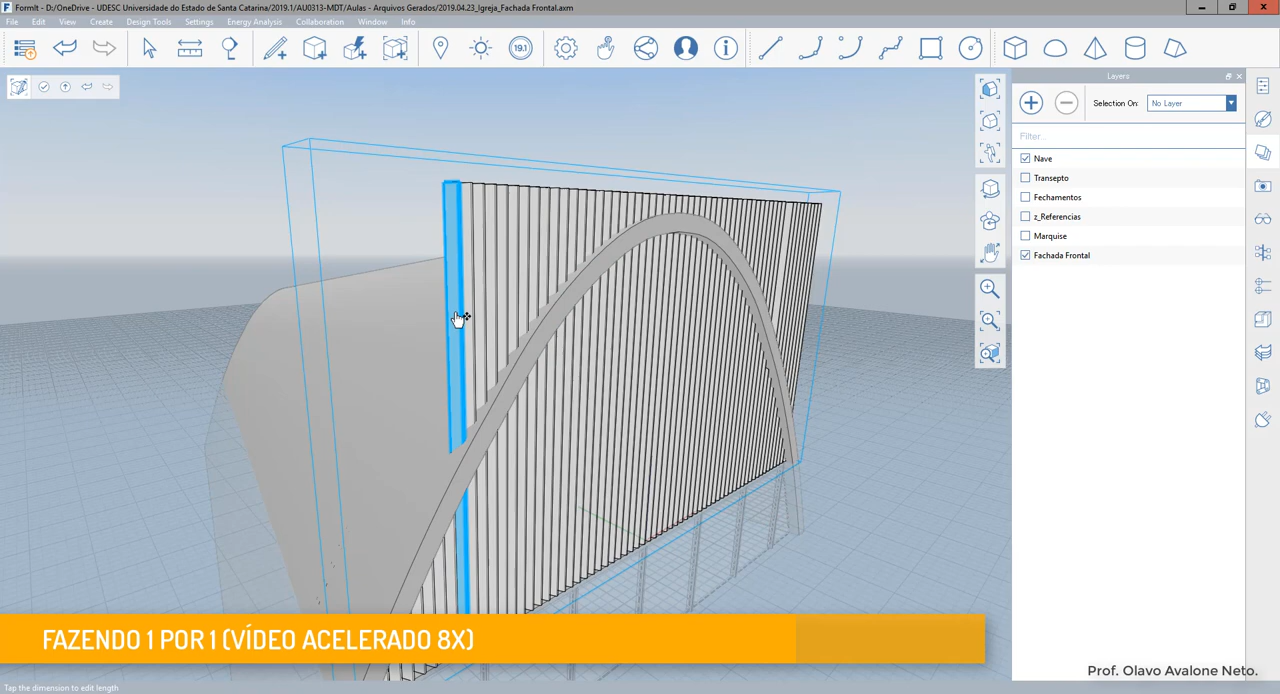 FormIt - D:/OneDrive - UDESC Universidade do Estado de Santa Catarina/2019.1/AU0313-MDT/Aulas - Arquivos Gerados/2019.04.23_Igreja_Fachada Frontal.axm
File Edit View Create Design Tools Settings Energy Analysis Collaboration Window Info
19.1
Layers
Selection On: No Layer
Filter...
Nave
Transepto
Fechamentos
z_Referencias
Marquise
Fachada Frontal
FAZENDO 1 POR 1 (VÍDEO ACELERADO 8X)
Prof. Olavo Avalone Neto.
Tap the dimension to edit length